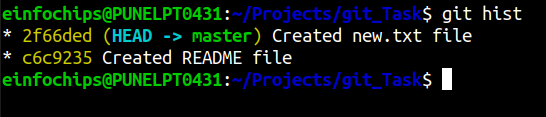 einfochips@PUNELPT0431:~/Projects/git_Task$ git hist
* 2f66ded (HEAD -> master) Created new.txt file
* c6c9235 Created README file
einfochips@PUNELPT0431:~/Projects/git_Task$